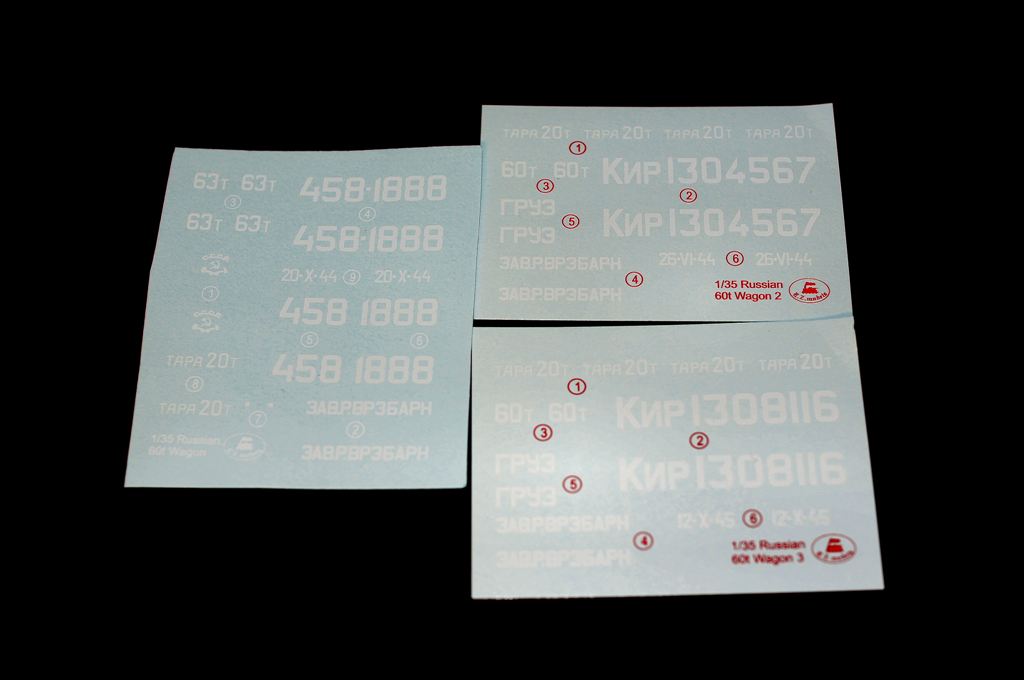 63т 63т 458·1888
3
4
63т 63т 458·1888
20-X-44 9 20-X-44
1
458 1888
5 6
ТАРА 20т 458 1888
8
ТАРА 20т ЗАВ.Р.ВРЗБАРН
7
2
1/35 Russian
60t Wagon
ЗАВ.Р.ВРЗБАРН
ТАРА 20т ТАРА 20т ТАРА 20т ТАРА 20т
1
60т 60т КИР 1304567
3
2
ГРУЗ
5
КИР 1304567
ГРУЗ
ЗАВ.Р.ВРЗБАРН 26-VI-44 6 26-VI-44
4
ЗАВ.Р.ВРЗБАРН
1/35 Russian
60t Wagon 2
ТАРА 20т ТАРА 20т ТАРА 20т ТАРА 20т
1
60т 60т КИР 1308116
3
2
ГРУЗ КИР 1308116
5
ГРУЗ
ЗАВ.Р.ВРЗБАРН 12-X-45 6 12-X-45
4
ЗАВ.Р.ВРЗБАРН
1/35 Russian
60t Wagon 3